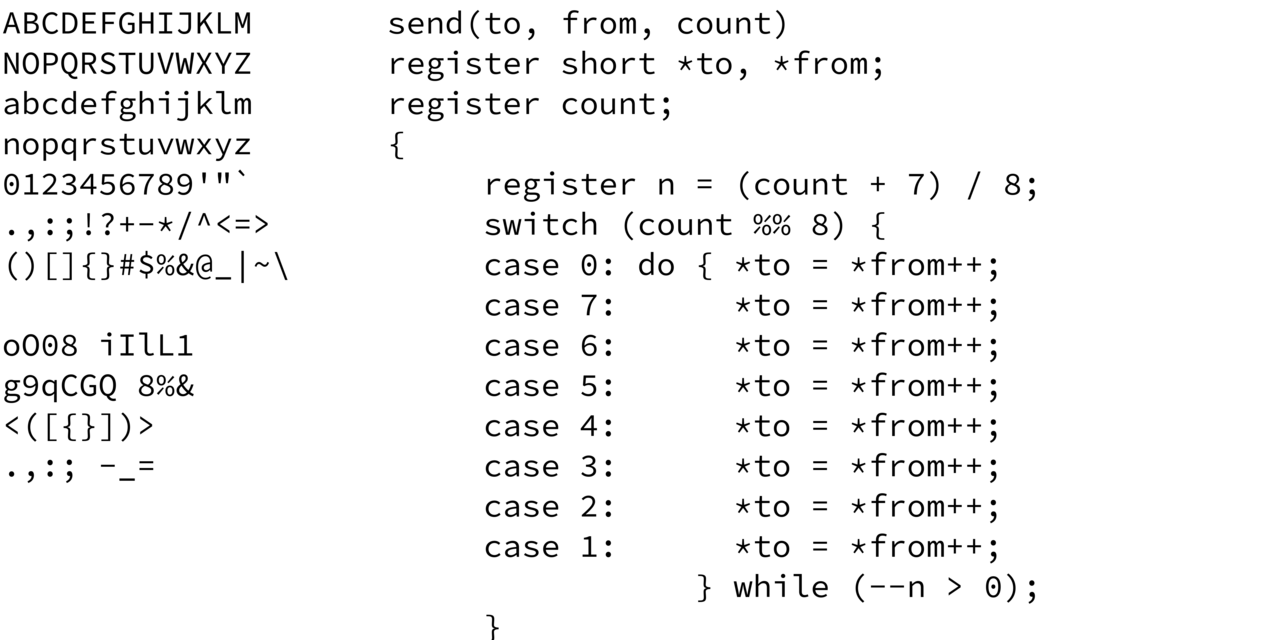 ABCDEFGHIJKLM
NOPQRSTUVWXYZ
abcdefghijklm
nopqrstuvwxyz
0123456789'"`
.,:;!?+-*/^<=>
()[]{}#$%&@_|~\
oO08 iIlL1
g9qCGQ 8%&
<([{}])>
.,:; -_=
send(to, from, count)
register short *to, *from;
register count;
{
     register n = (count + 7) / 8;
     switch (count %% 8) {
     case 0: do { *to = *from++;
     case 7:      *to = *from++;
     case 6:      *to = *from++;
     case 5:      *to = *from++;
     case 4:      *to = *from++;
     case 3:      *to = *from++;
     case 2:      *to = *from++;
     case 1:      *to = *from++;
                } while (--n > 0);
     }